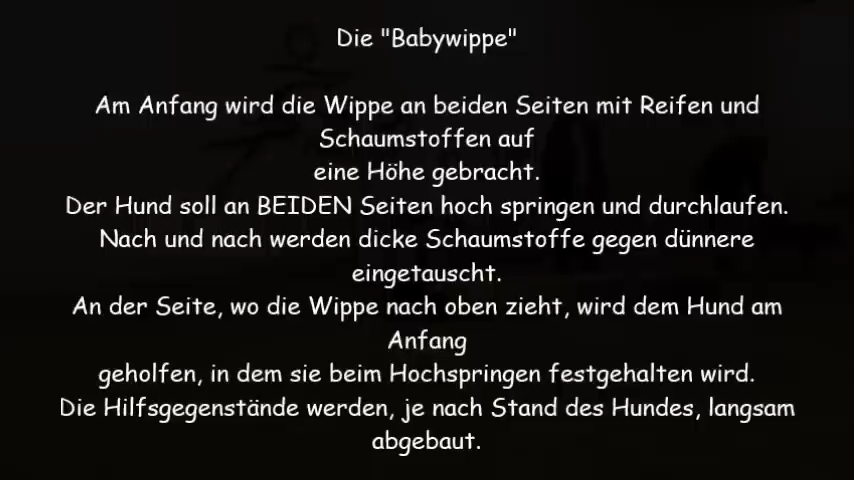 Die "Babywippe"
Am Anfang wird die Wippe an beiden Seiten mit Reifen und
Schaumstoffen auf
eine Höhe gebracht.
Der Hund soll an BEIDEN Seiten hoch springen und durchlaufen.
Nach und nach werden dicke Schaumstoffe gegen dünnere
eingetauscht.
An der Seite, wo die Wippe nach oben zieht, wird dem Hund am
Anfang
geholfen, in dem sie beim Hochspringen festgehalten wird.
Die Hilfsgegenstände werden, je nach Stand des Hundes, langsam
abgebaut.